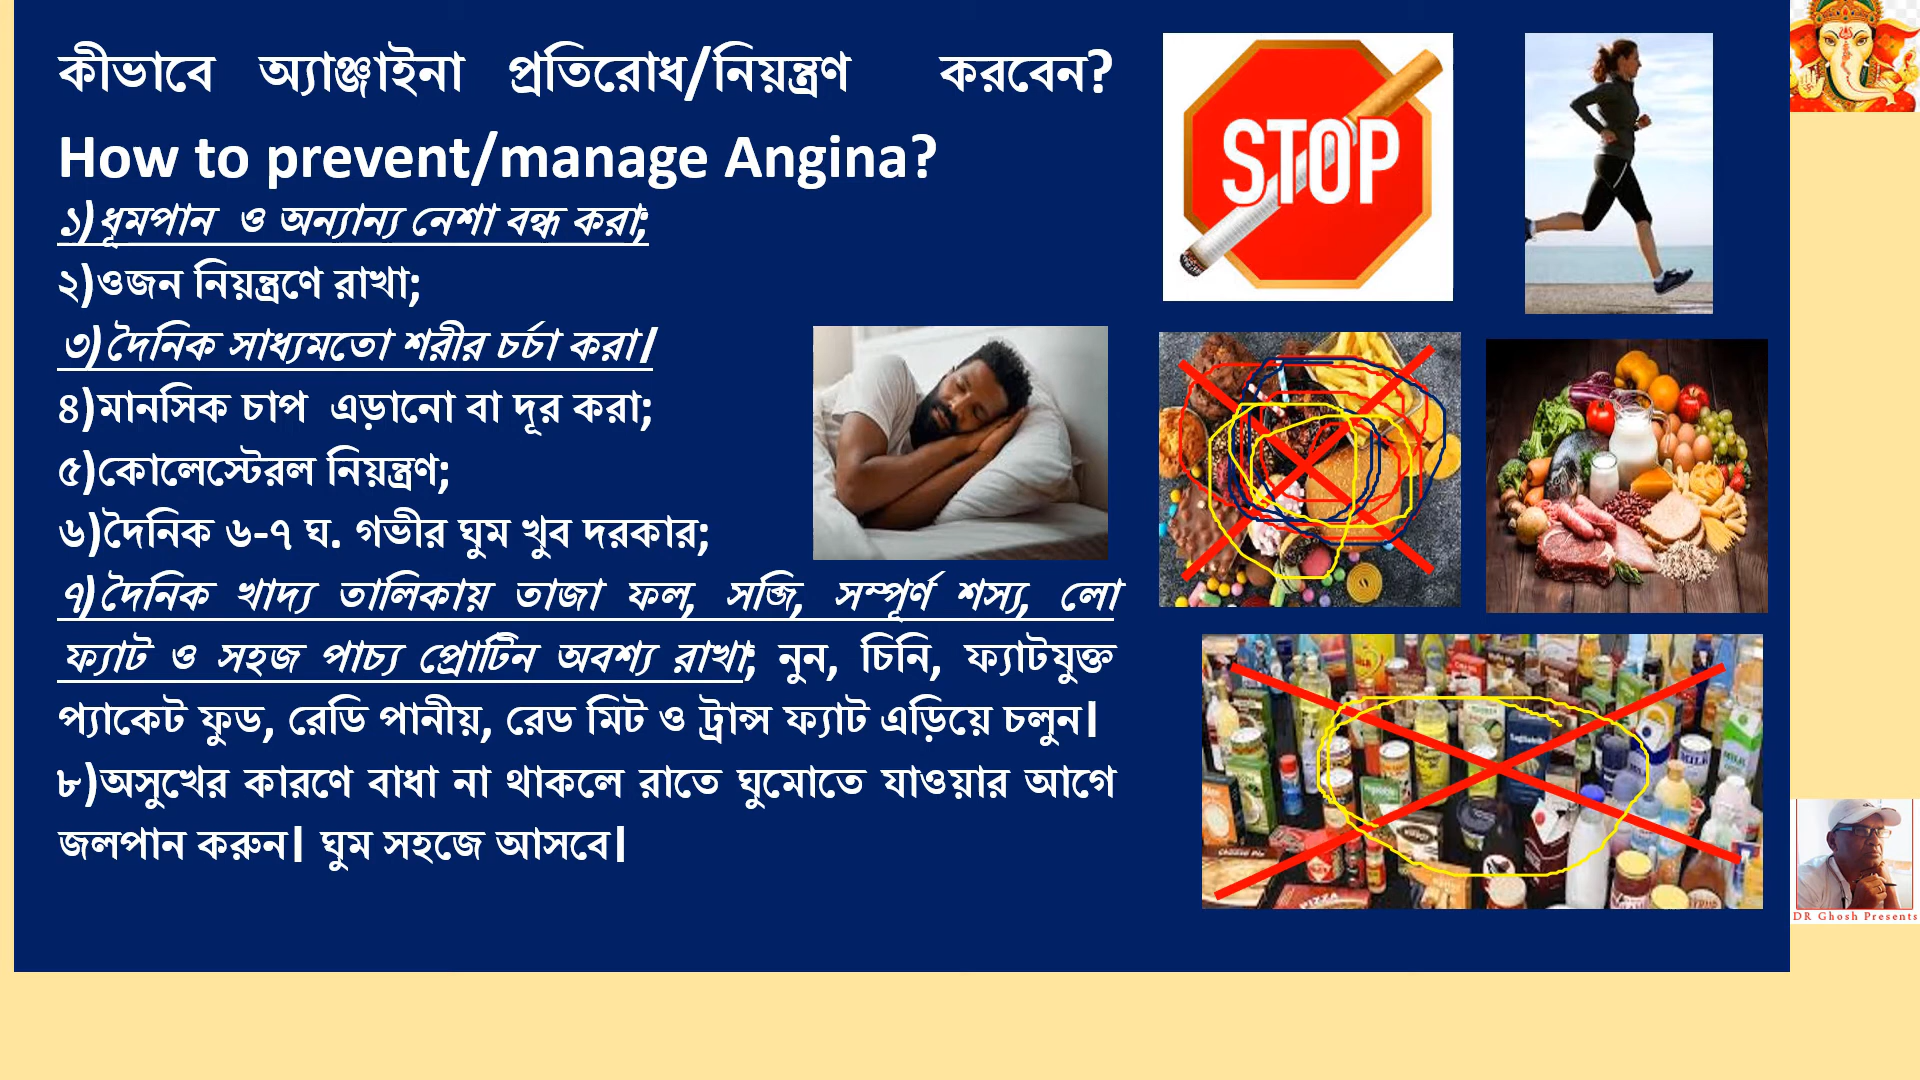 কীভাবে অ্যাঞ্জাইনা প্রতিরোধ/নিয়ন্ত্রণ করবেন?
How to prevent/manage Angina?
১)ধূমপান ও অন্যান্য নেশা বন্ধ করা;
২)ওজন নিয়ন্ত্রণে রাখা;
৩)দৈনিক সাধ্যমতো শরীর চর্চা করা।
৪)মানসিক চাপ এড়ানো বা দূর করা;
৫)কোলেস্টেরল নিয়ন্ত্রণ;
৬)দৈনিক ৬-৭ ঘ. গভীর ঘুম খুব দরকার;
৭)দৈনিক খাদ্য তালিকায় তাজা ফল, সব্জি, সম্পূর্ণ শস্য, লো
ফ্যাট ও সহজ পাচ্য প্রোটিন অবশ্য রাখা; নুন, চিনি, ফ্যাটযুক্ত
প্যাকেট ফুড, রেডি পানীয়, রেড মিট ও ট্রান্স ফ্যাট এড়িয়ে চলুন।
৮)অসুখের কারণে বাধা না থাকলে রাতে ঘুমোতে যাওয়ার আগে
জলপান করুন। ঘুম সহজে আসবে।
STOP
MILK
PIZZA
DR Ghosh Presents